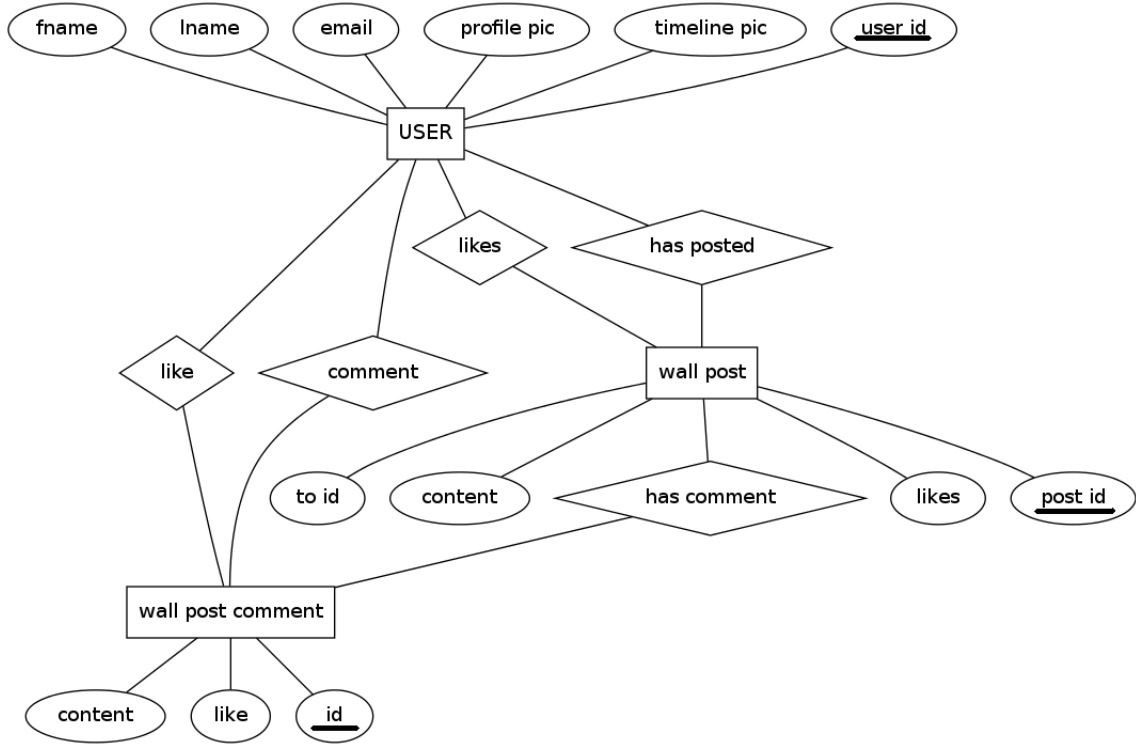 fname
lname
email
profile pic
timeline pic
user id
USER
likes
has posted
like
comment
wall post
to id
content
has comment
likes
post id
wall post comment
content
like
id